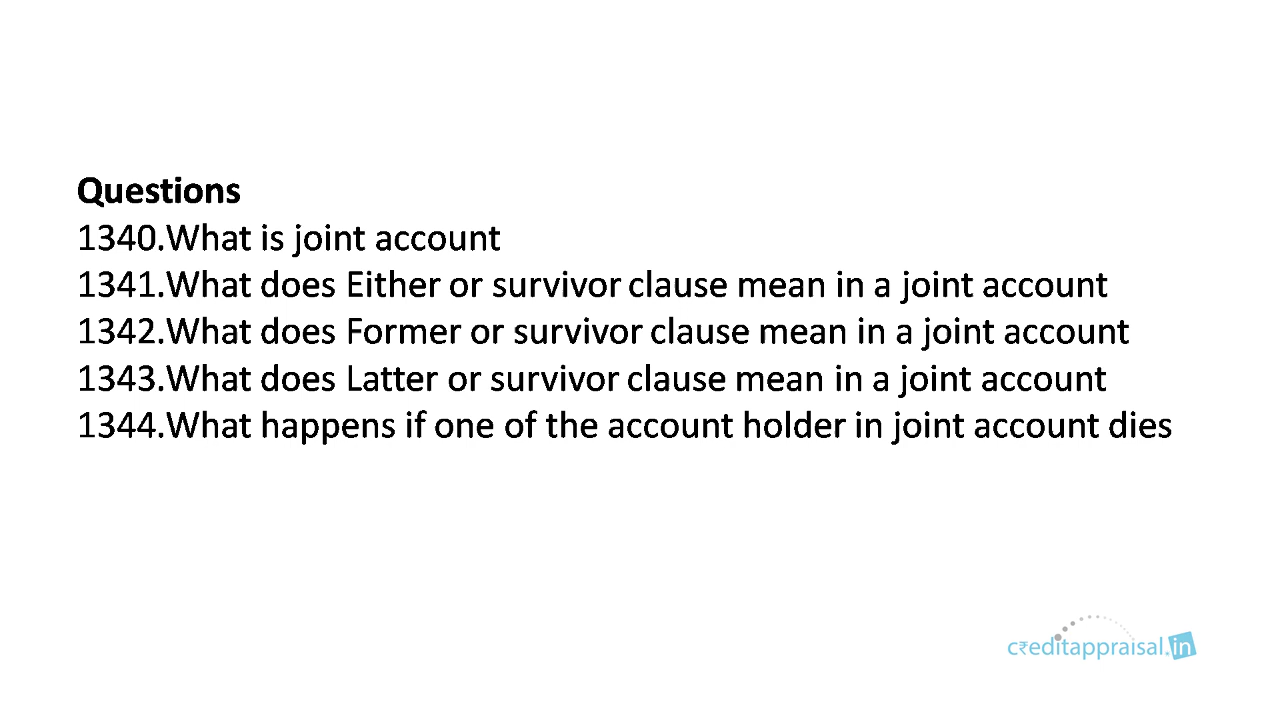 Questions
1340.What is joint account
1341.What does Either or survivor clause mean in a joint account
1342.What does Former or survivor clause mean in a joint account
1343.What does Latter or survivor clause mean in a joint account
1344.What happens if one of the account holder in joint account dies
c₹editappraisal.in